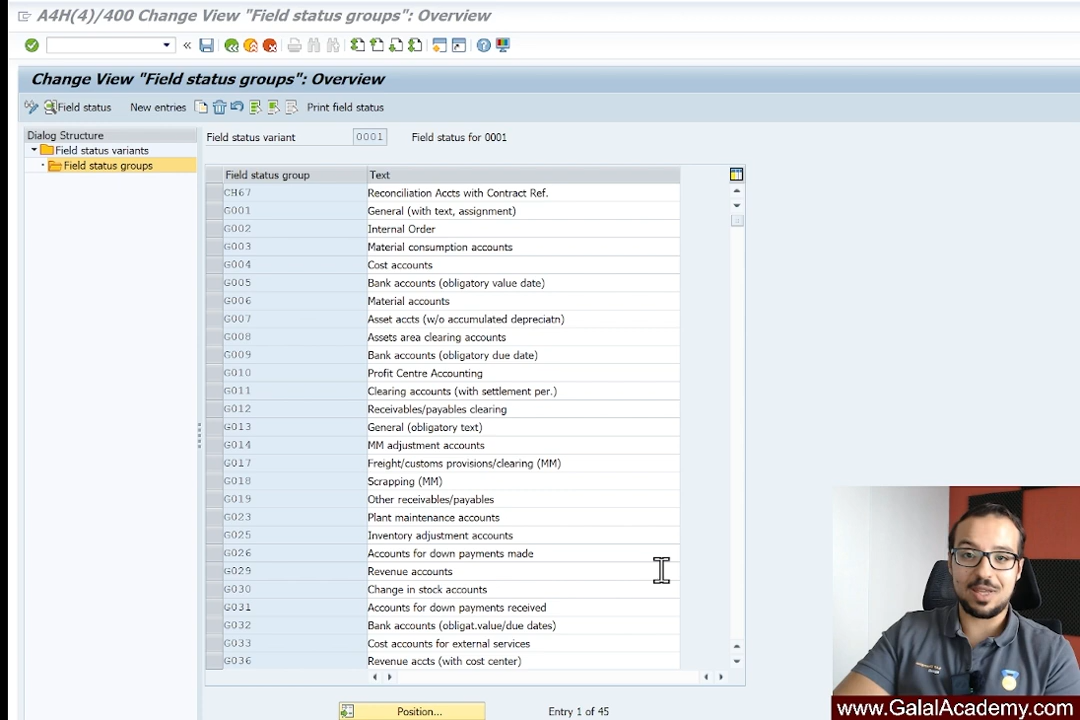 A4H(4)/400 Change View "Field status groups": Overview
Change View "Field status groups": Overview
Field status New entries Print field status
Dialog Structure
Field status variants
Field status groups
Field status variant 0001 Field status for 0001
Field status group Text
CH67 Reconciliation Accts with Contract Ref.
G001 General (with text, assignment)
G002 Internal Order
G003 Material consumption accounts
G004 Cost accounts
G005 Bank accounts (obligatory value date)
G006 Material accounts
G007 Asset accts (w/o accumulated depreciatn)
G008 Assets area clearing accounts
G009 Bank accounts (obligatory due date)
G010 Profit Centre Accounting
G011 Clearing accounts (with settlement per.)
G012 Receivables/payables clearing
G013 General (obligatory text)
G014 MM adjustment accounts
G017 Freight/customs provisions/clearing (MM)
G018 Scrapping (MM)
G019 Other receivables/payables
G023 Plant maintenance accounts
G025 Inventory adjustment accounts
G026 Accounts for down payments made
G029 Revenue accounts
G030 Change in stock accounts
G031 Accounts for down payments received
G032 Bank accounts (obligat.value/due dates)
G033 Cost accounts for external services
G036 Revenue accts (with cost center)
Position... Entry 1 of 45
www.GalalAcademy.com